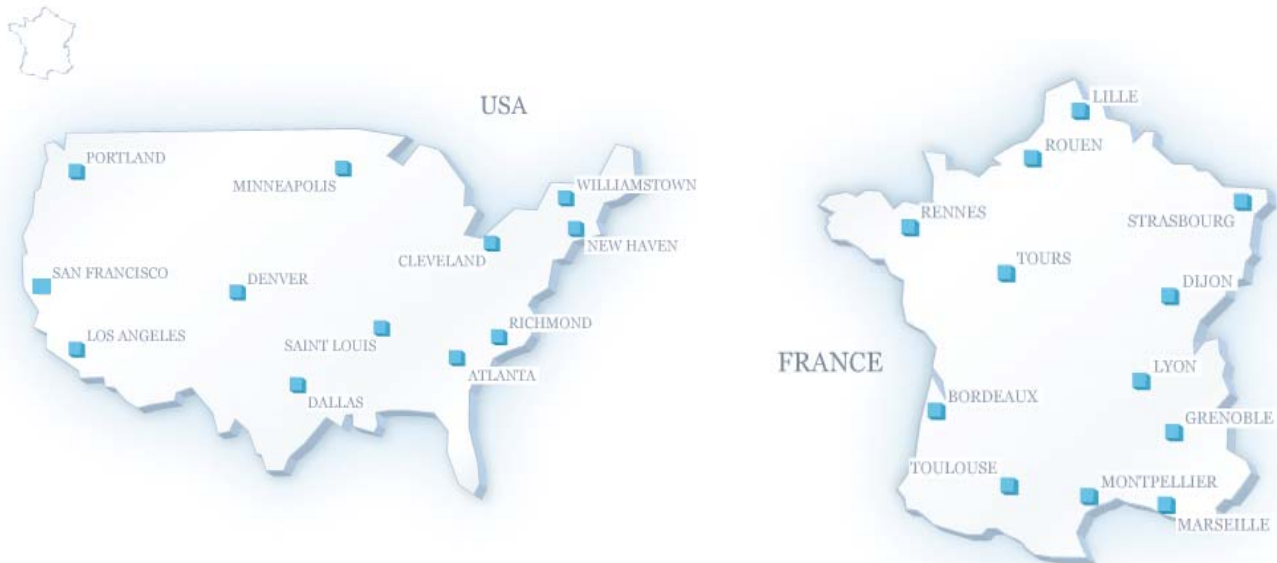 USA
PORTLAND
MINNEAPOLIS
WILLIAMSTOWN
NEW HAVEN
CLEVELAND
SAN FRANCISCO
DENVER
RICHMOND
LOS ANGELES
SAINT LOUIS
ATLANTA
DALLAS
FRANCE
LILLE
ROUEN
RENNES
STRASBOURG
TOURS
DIJON
LYON
BORDEAUX
GRENOBLE
TOULOUSE
MONTPELLIER
MARSEILLE